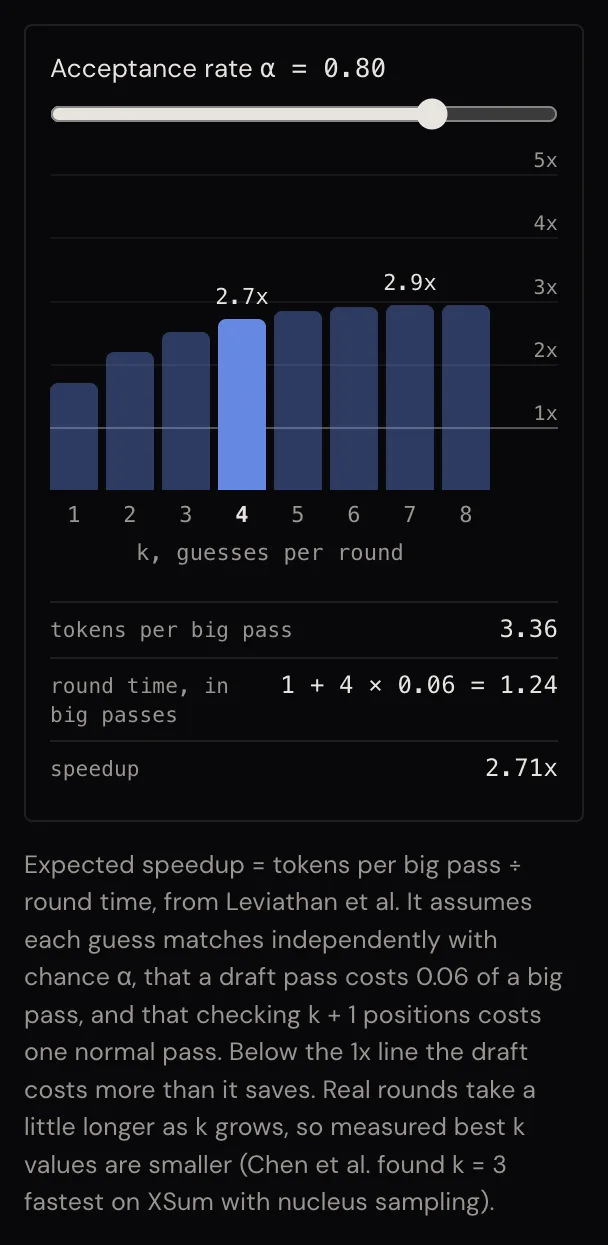 Acceptance rate α = 0.80
5x
4x
3x
2x
1x
2.7x
2.9x
1 2 3 4 5 6 7 8
k, guesses per round
tokens per big pass 3.36
round time, in big passes 1 + 4 × 0.06 = 1.24
speedup 2.71x
Expected speedup = tokens per big pass ÷
round time, from Leviathan et al. It assumes
each guess matches independently with
chance α, that a draft pass costs 0.06 of a big
pass, and that checking k + 1 positions costs
one normal pass. Below the 1x line the draft
costs more than it saves. Real rounds take a
little longer as k grows, so measured best k
values are smaller (Chen et al. found k = 3
fastest on XSum with nucleus sampling).